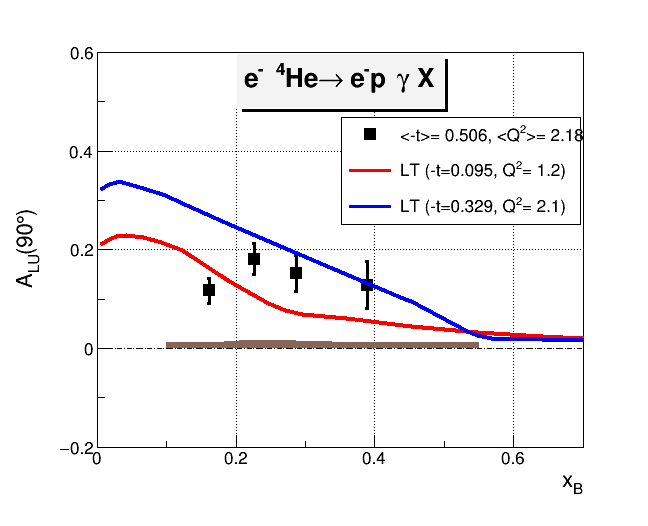 e⁻ ⁴He→ e⁻p γ X
<-t>= 0.506, <Q²>= 2.18
LT (-t=0.095, Q²= 1.2)
LT (-t=0.329, Q²= 2.1)
A_LU(90°)
0.6
0.4
0.2
0
−0.2
0 0.2 0.4 0.6
x_B